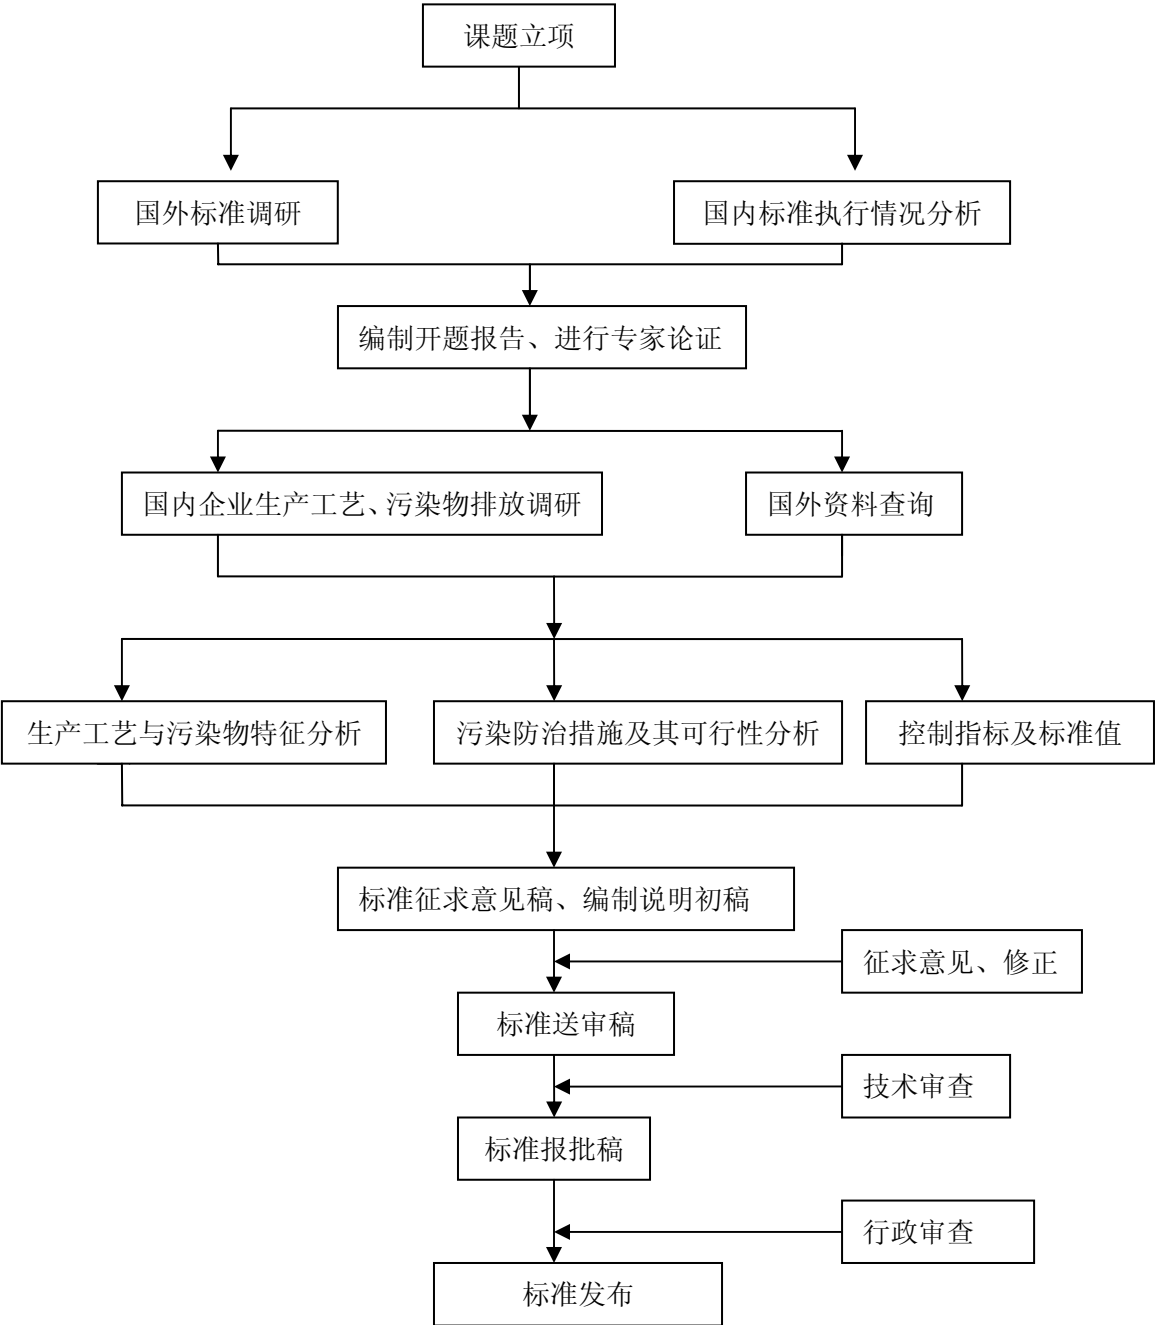 课题立项
国外标准调研
国内标准执行情况分析
编制开题报告、进行专家论证
国内企业生产工艺、污染物排放调研
国外资料查询
生产工艺与污染物特征分析
污染防治措施及其可行性分析
控制指标及标准值
标准征求意见稿、编制说明初稿
征求意见、修正
标准送审稿
技术审查
标准报批稿
行政审查
标准发布